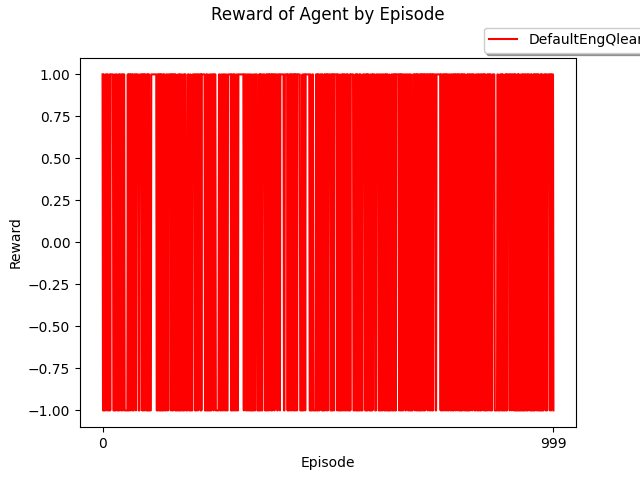 Reward of Agent by Episode
DefaultEngQlear
1.00
0.75
0.50
0.25
0.00
−0.25
−0.50
−0.75
−1.00
Reward
0 999
Episode